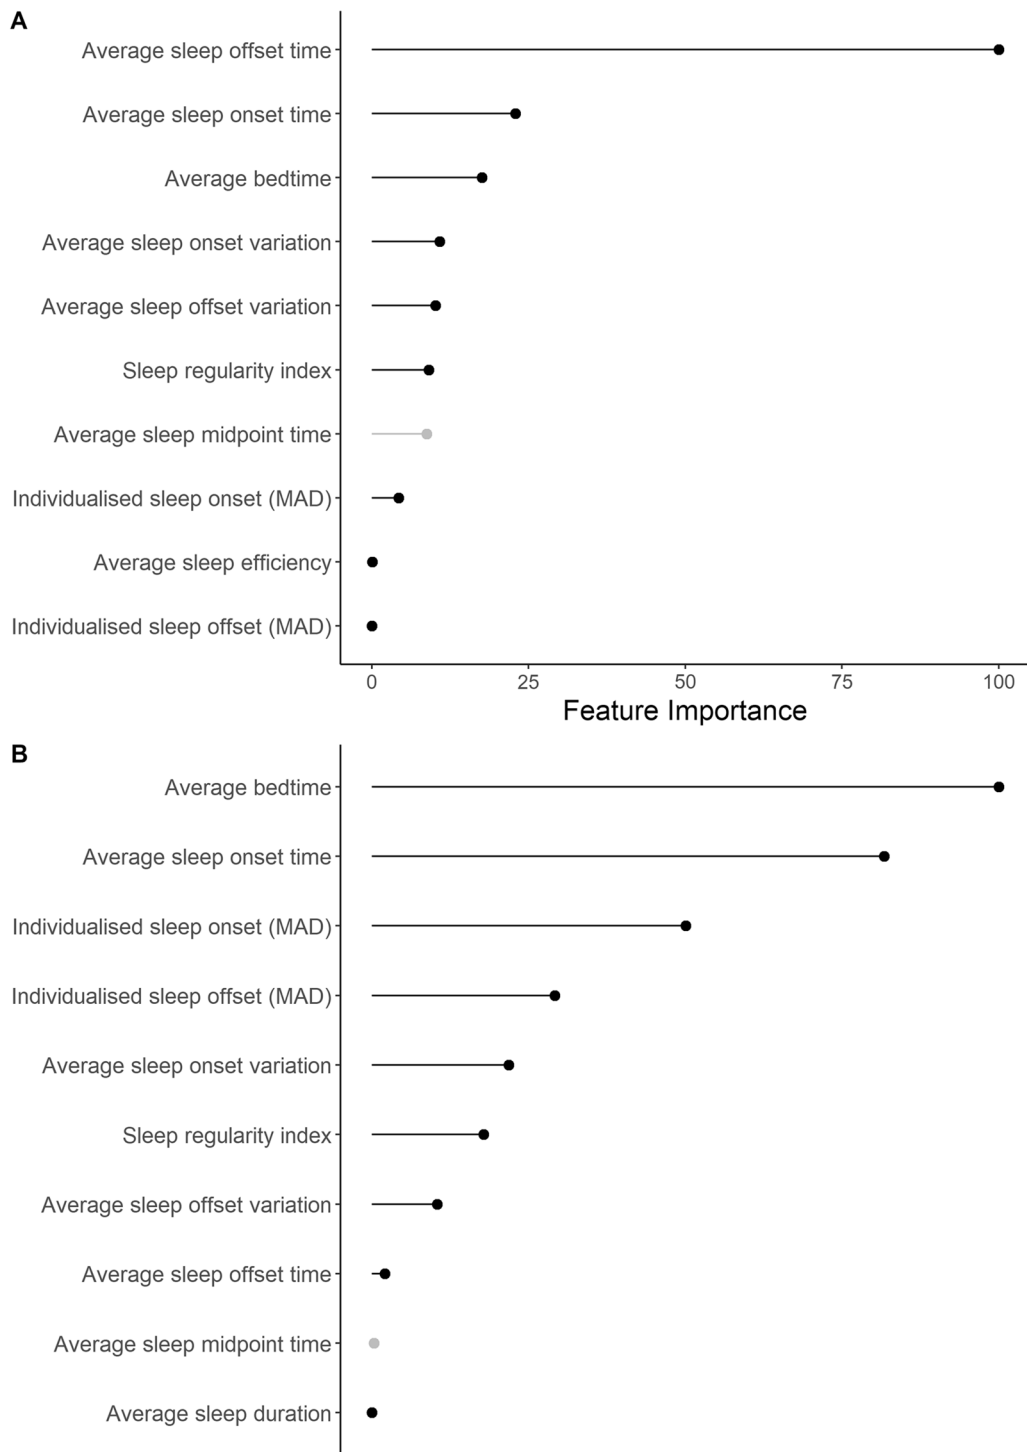 A
Average sleep offset time
Average sleep onset time
Average bedtime
Average sleep onset variation
Average sleep offset variation
Sleep regularity index
Average sleep midpoint time
Individualised sleep onset (MAD)
Average sleep efficiency
Individualised sleep offset (MAD)
0 25 50 75 100
Feature Importance
B
Average bedtime
Average sleep onset time
Individualised sleep onset (MAD)
Individualised sleep offset (MAD)
Average sleep onset variation
Sleep regularity index
Average sleep offset variation
Average sleep offset time
Average sleep midpoint time
Average sleep duration